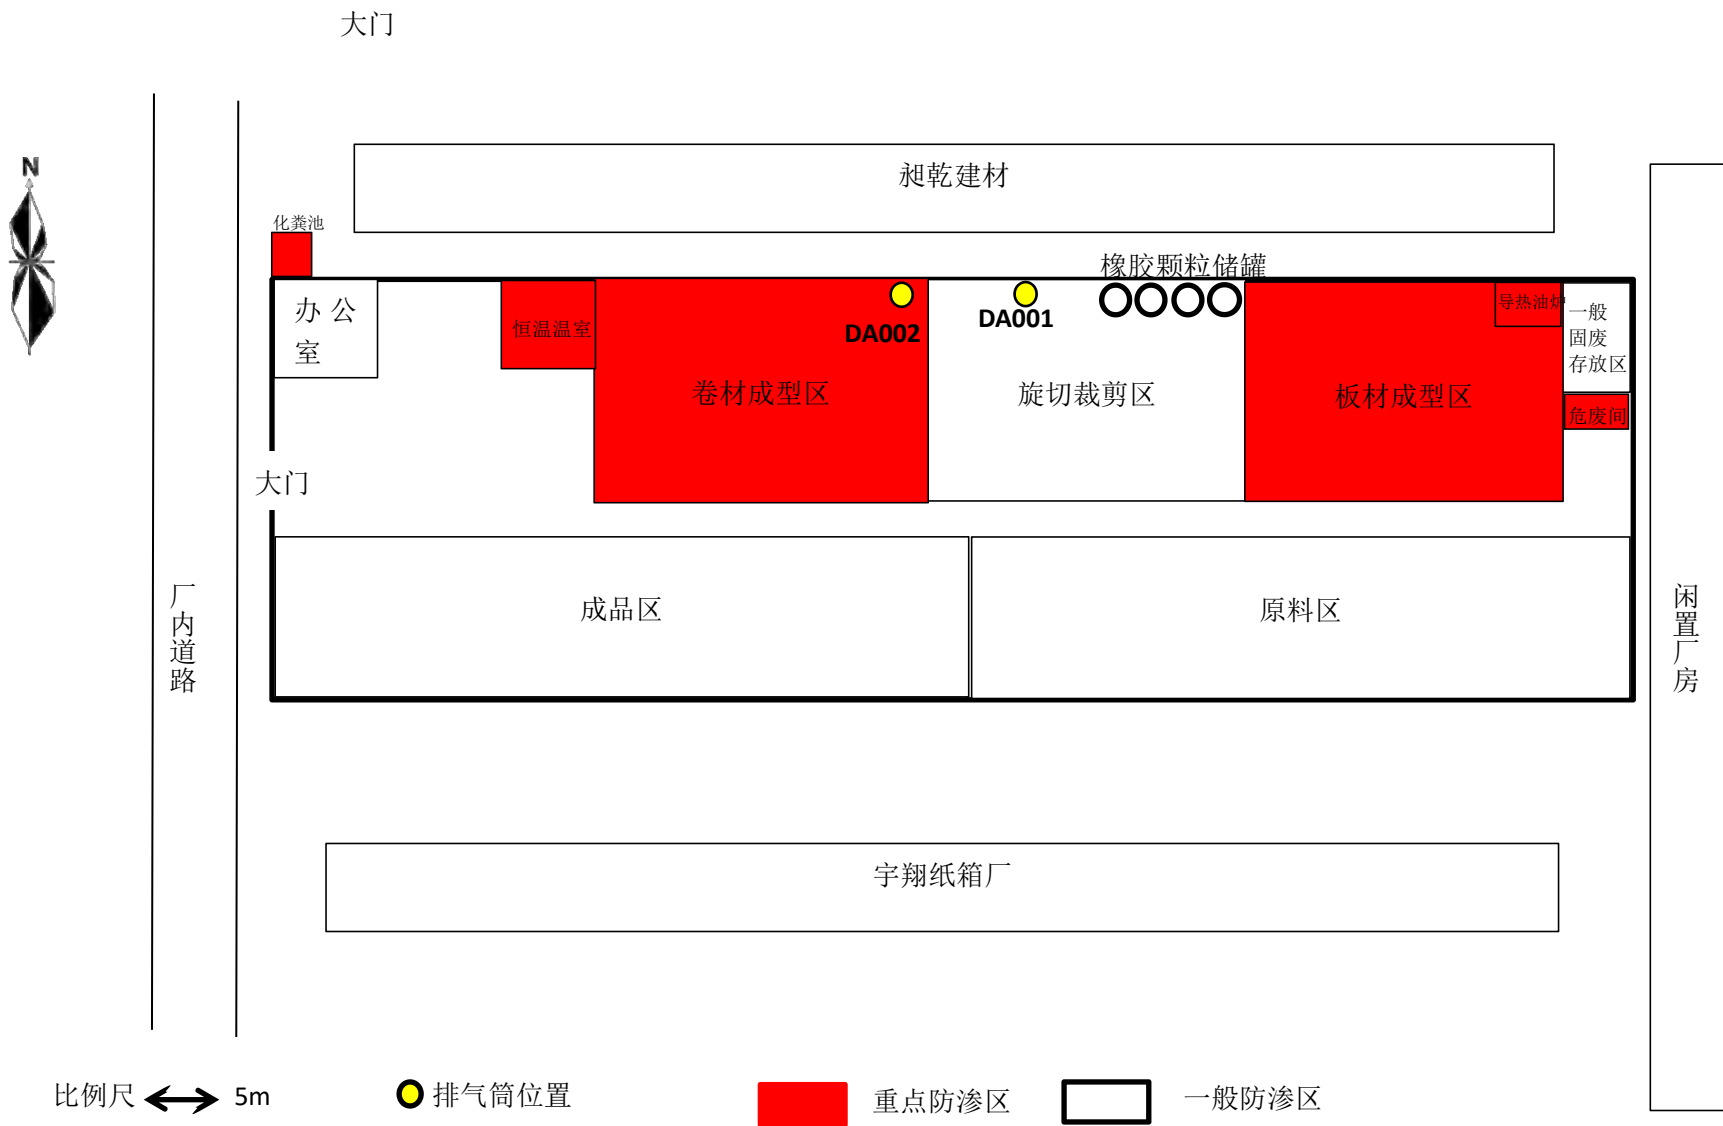 大门
N
昶乾建材
化粪池
橡胶颗粒储罐
办 公
室
恒温温室
DA002
DA001
导热油炉
一般
固废
存放区
卷材成型区
旋切裁剪区
板材成型区
危废间
大门
厂内道路
成品区
原料区
闲置厂房
宇翔纸箱厂
比例尺
5m
排气筒位置
重点防渗区
一般防渗区